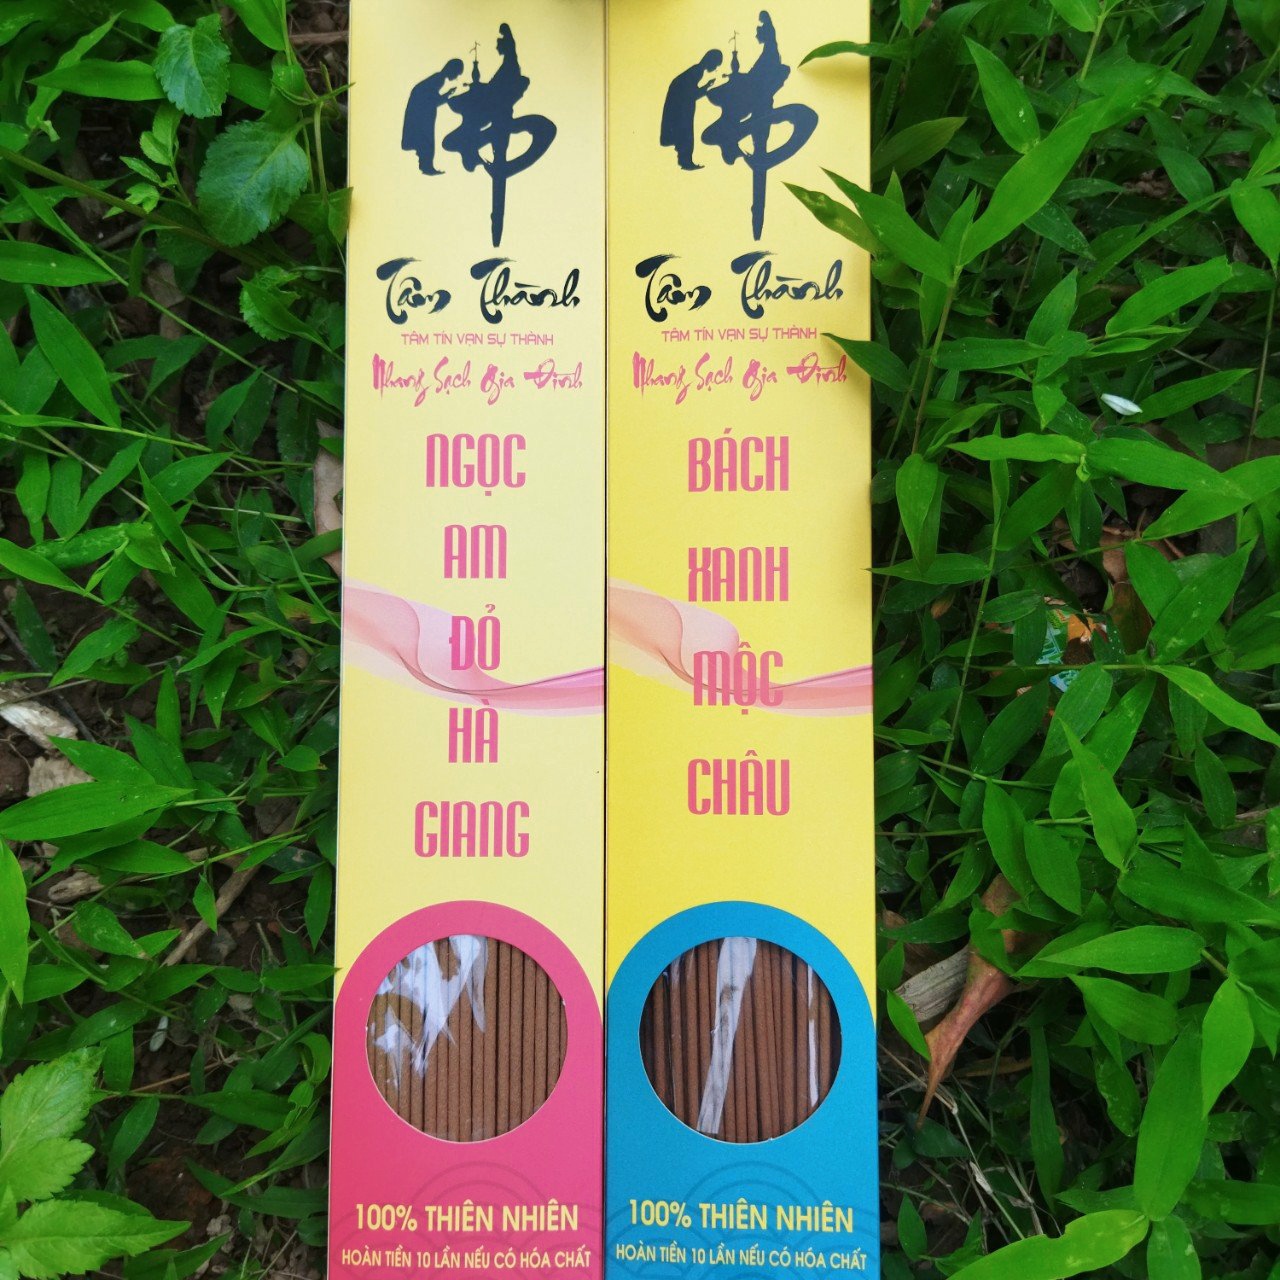 佛
Tâm Thành
TÂM TÍN VẠN SỰ THÀNH
Nhang Sạch Gia Đình
NGỌC
AM
ĐỎ
HÀ
GIANG
100% THIÊN NHIÊN
HOÀN TIỀN 10 LẦN NẾU CÓ HÓA CHẤT
佛
Tâm Thành
TÂM TÍN VẠN SỰ THÀNH
Nhang Sạch Gia Đình
BÁCH
XANH
MỘC
CHÂU
100% THIÊN NHIÊN
HOÀN TIỀN 10 LẦN NẾU CÓ HÓA CHẤT